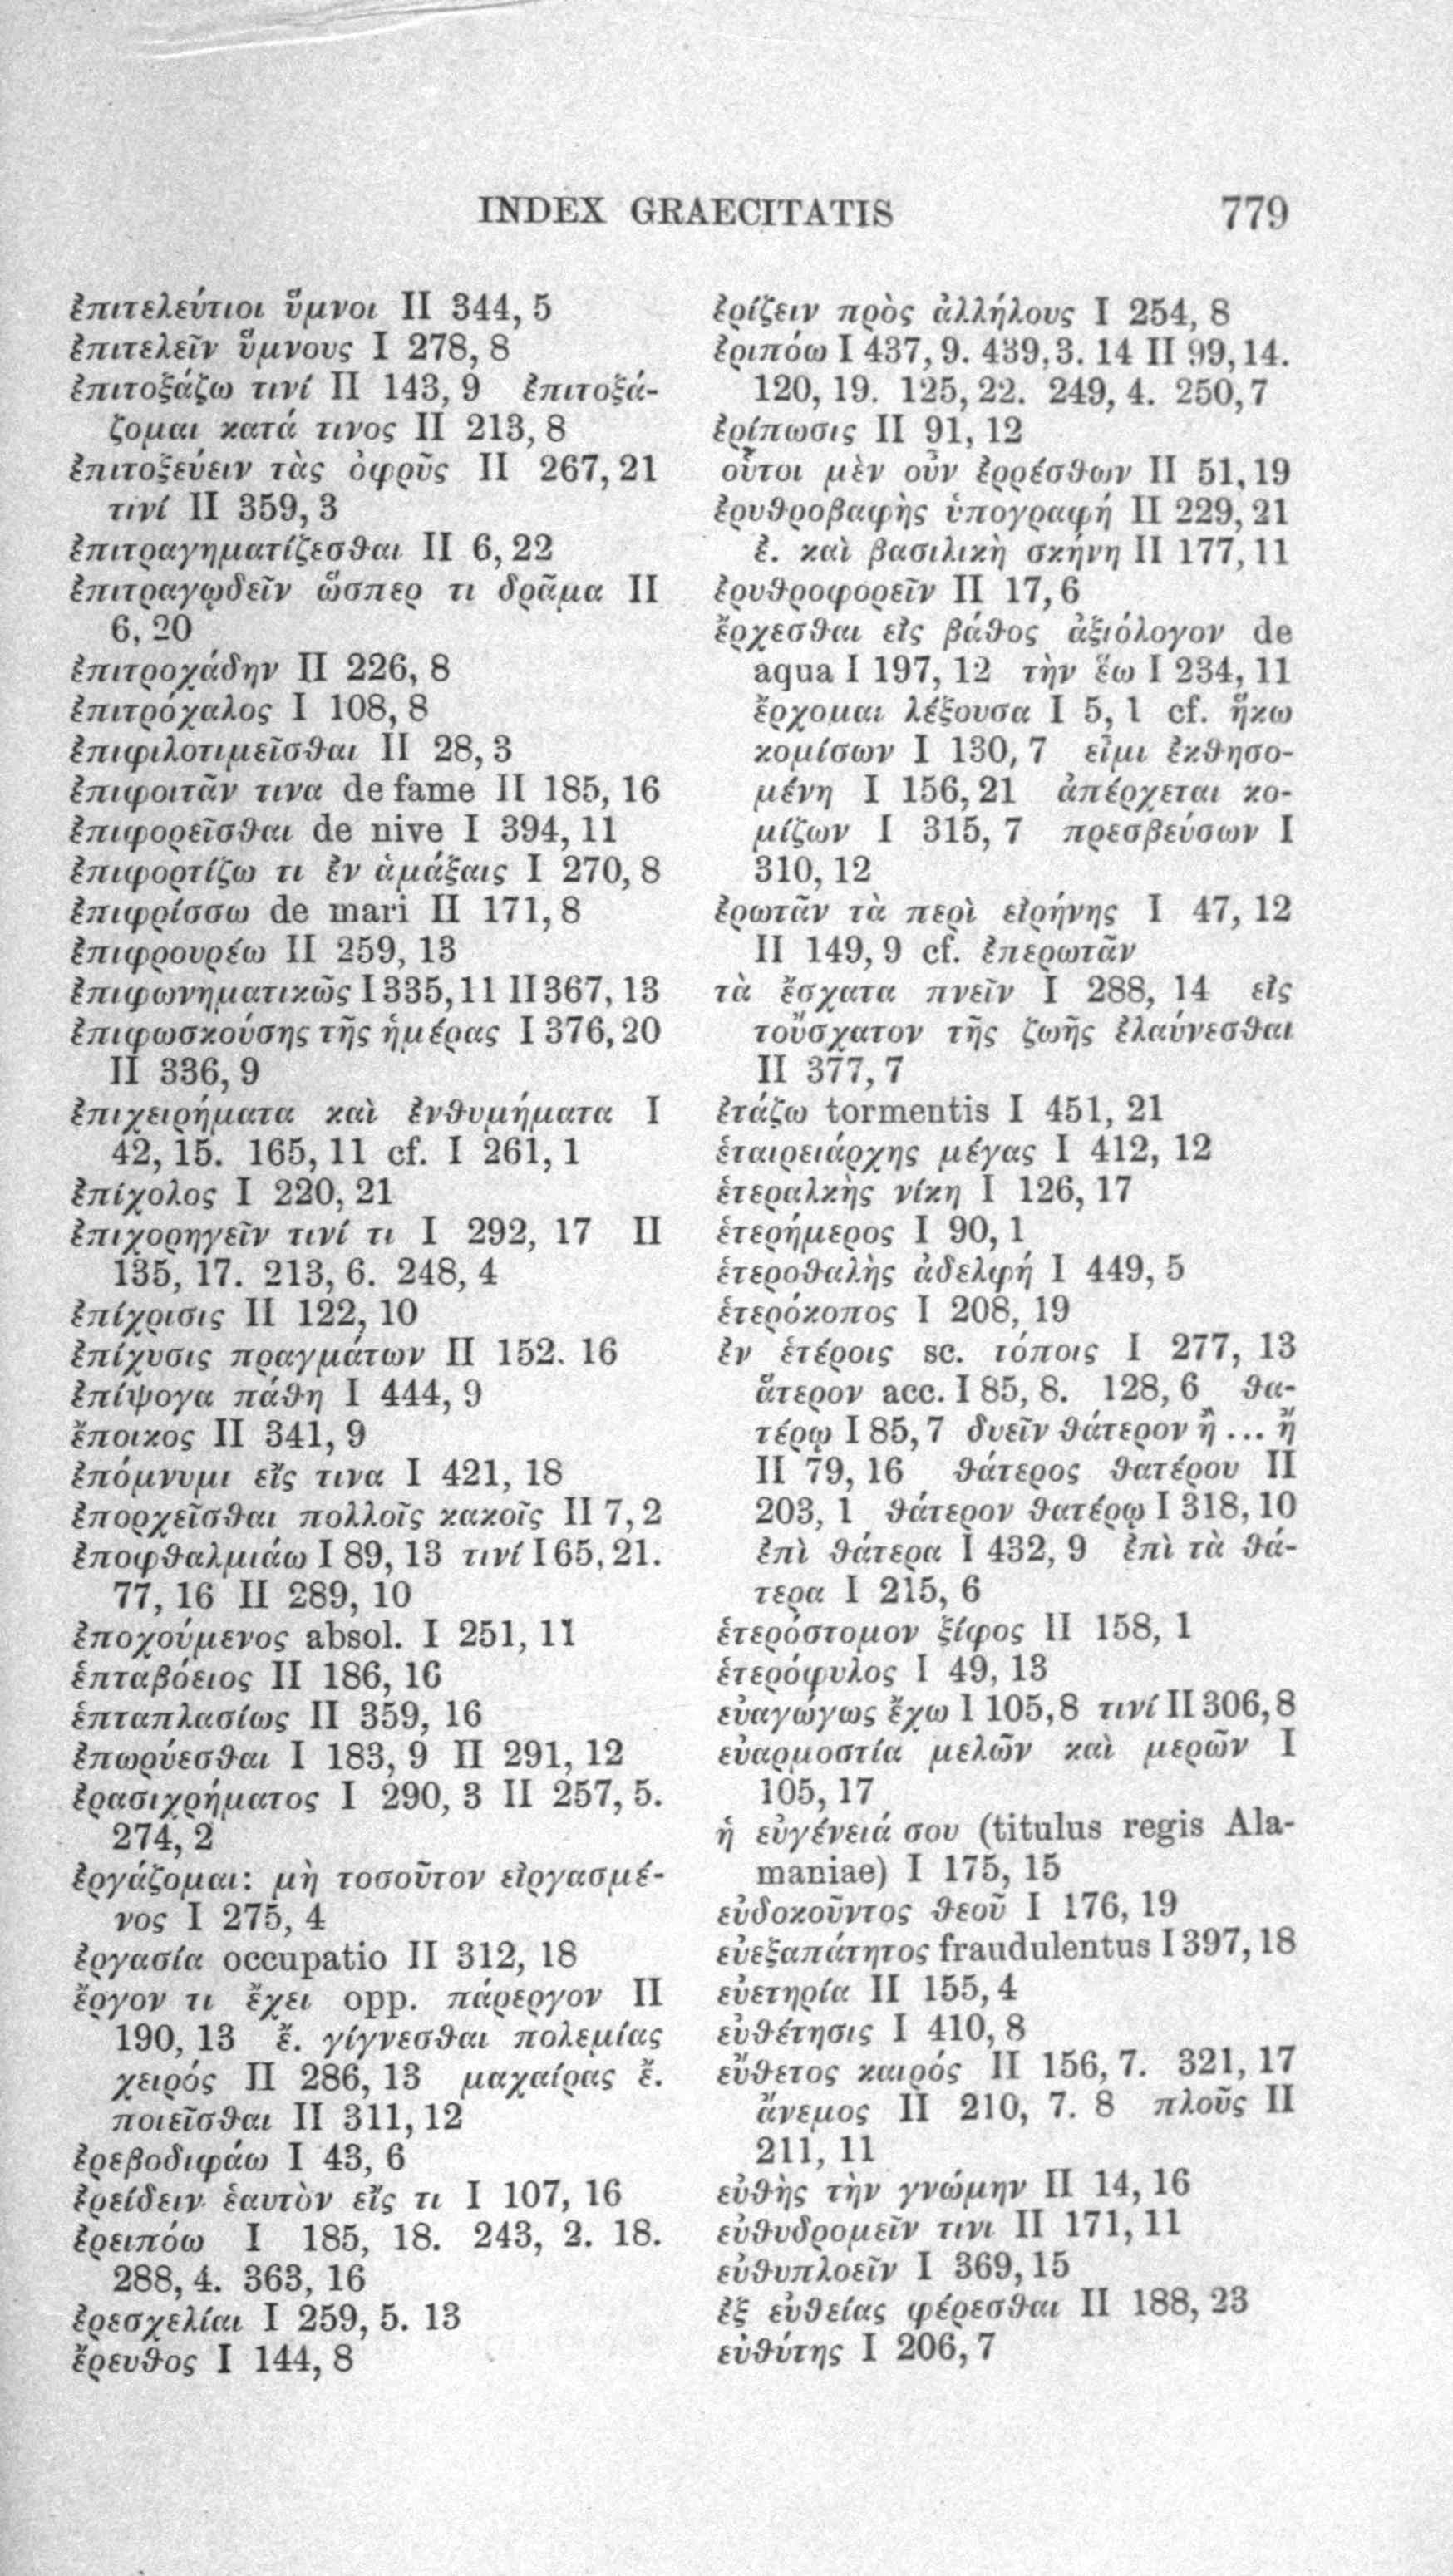 INDEX GRAECITATIS 779
ἐπιτελεύτιοι ὕμνοι II 344, 5
ἐπιτελεῖν ὕμνους I 278, 8
ἐπιτοξάζω τινί II 143, 9 ἐπιτοξά-
ζομαι κατά τινος II 213, 8
ἐπιτοξεύειν τὰς ὀφρῦς II 267, 21
τινί II 359, 3
ἐπιτραγηματίζεσθαι II 6, 22
ἐπιτραγῳδεῖν ὥσπερ τι δρᾶμα II
6, 20
ἐπιτροχάδην II 226, 8
ἐπιτρόχαλος I 108, 8
ἐπιφιλοτιμεῖσθαι II 28, 3
ἐπιφοιτᾶν τινα de fame II 185, 16
ἐπιφορεῖσθαι de nive I 394, 11
ἐπιφορτίζω τι ἐν ἁμάξαις I 270, 8
ἐπιφρίσσω de mari II 171, 8
ἐπιφρουρέω II 259, 13
ἐπιφωνηματικῶς I 335, 11 II 367, 13
ἐπιφωσκούσης τῆς ἡμέρας I 376, 20
II 336, 9
ἐπιχειρήματα καὶ ἐνθυμήματα I
42, 15. 165, 11 cf. I 261, 1
ἐπίχολος I 220, 21
ἐπιχορηγεῖν τινί τι I 292, 17 II
135, 17. 213, 6. 248, 4
ἐπίχρισις II 122, 10
ἐπίχυσις πραγμάτων II 152. 16
ἐπίψογα πάθη I 444, 9
ἔποικος II 341, 9
ἐπόμνυμι εἴς τινα I 421, 18
ἐπορχεῖσθαι πολλοῖς κακοῖς II 7, 2
ἐποφθαλμιάω I 89, 13 τινί I 65, 21.
77, 16 II 289, 10
ἐποχούμενος absol. I 251, 11
ἑπταβόειος II 186, 16
ἑπταπλασίως II 359, 16
ἐπωρύεσθαι I 183, 9 II 291, 12
ἐρασιχρήματος I 290, 3 II 257, 5.
274, 2
ἐργάζομαι: μὴ τοσοῦτον εἰργασμέ-
νος I 275, 4
ἐργασία occupatio II 312, 18
ἔργον τι ἔχει opp. πάρεργον II
190, 13 ἔ. γίγνεσθαι πολεμίας
χειρός II 286, 13 μαχαίρας ἔ.
ποιεῖσθαι II 311, 12
ἐρεβοδιφάω I 43, 6
ἐρείδειν ἑαυτὸν εἴς τι I 107, 16
ἐρειπόω I 185, 18. 243, 2. 18.
288, 4. 363, 16
ἐρεσχελίαι I 259, 5. 13
ἔρευθος I 144, 8
ἐρίζειν πρὸς ἀλλήλους I 254, 8
ἐριπόω I 437, 9. 439, 3. 14 II 99, 14.
120, 19. 125, 22. 249, 4. 250, 7
ἐρίπωσις II 91, 12
οὗτοι μὲν οὖν ἐρρέσθων II 51, 19
ἐρυθροβαφὴς ὑπογραφή II 229, 21
ἐ. καὶ βασιλικὴ σκήνη II 177, 11
ἐρυθροφορεῖν II 17, 6
ἔρχεσθαι εἰς βάθος ἀξιόλογον de
aqua I 197, 12 τὴν ἕω I 234, 11
ἔρχομαι λέξουσα I 5, 1 cf. ἥκω
κομίσων I 130, 7 εἶμι ἐκθησο-
μένη I 156, 21 ἀπέρχεται κο-
μίζων I 315, 7 πρεσβεύσων I
310, 12
ἐρωτᾶν τὰ περὶ εἰρήνης I 47, 12
II 149, 9 cf. ἐπερωτᾶν
τὰ ἔσχατα πνεῖν I 288, 14 εἰς
τοὔσχατον τῆς ζωῆς ἐλαύνεσθαι
II 377, 7
ἐτάζω tormentis I 451, 21
ἑταιρειάρχης μέγας I 412, 12
ἑτεραλκὴς νίκη I 126, 17
ἑτερήμερος I 90, 1
ἑτεροθαλὴς ἀδελφή I 449, 5
ἑτερόκοπος I 208, 19
ἐν ἑτέροις sc. τόποις I 277, 13
ἅτερον acc. I 85, 8. 128, 6 θα-
τέρῳ I 85, 7 δυεῖν θάτερον ἢ ... ἢ
II 79, 16 θάτερος θατέρου II
203, 1 θάτερον θατέρῳ I 318, 10
ἐπὶ θάτερα I 432, 9 ἐπὶ τὰ θά-
τερα I 215, 6
ἑτερόστομον ξίφος II 158, 1
ἑτερόφυλος I 49, 13
εὐαγώγως ἔχω I 105, 8 τινί II 306, 8
εὐαρμοστία μελῶν καὶ μερῶν I
105, 17
ἡ εὐγένειά σου (titulus regis Ala-
maniae) I 175, 15
εὐδοκοῦντος θεοῦ I 176, 19
εὐεξαπάτητος fraudulentus I 397, 18
εὐετηρία II 155, 4
εὐθέτησις I 410, 8
εὔθετος καιρός II 156, 7. 321, 17
ἄνεμος II 210, 7. 8 πλοῦς II
211, 11
εὐθὴς τὴν γνώμην II 14, 16
εὐθυδρομεῖν τινι II 171, 11
εὐθυπλοεῖν I 369, 15
ἐξ εὐθείας φέρεσθαι II 188, 23
εὐθύτης I 206, 7